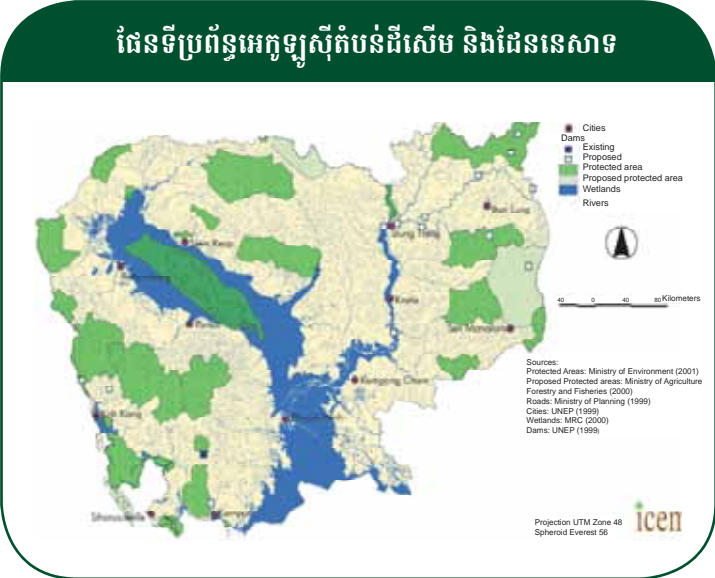 ផែនទីប្រព័ន្ធអេកូឡូស៊ីតំបន់ដីសើម និងដែននេសាទ
Cities
Dams
Existing
Proposed
Protected area
Proposed protected area
Wetlands
Rivers
Ban Lung
Stung Treng
Siem Reap
Kratie
Sen Monorom
Kampong Cham
Koh Kong
Sihanoukville
Kampot
40 0 40 80 Kilometers
Sources:
Protected Areas: Ministry of Environment (2001)
Proposed Protected areas: Ministry of Agriculture
Forestry and Fisheries (2000)
Roads: Ministry of Planning (1999)
Cities: UNEP (1999)
Wetlands: MRC (2000)
Dams: UNEP (1999)
Projection UTM Zone 48
Spheroid Everest 56
icem